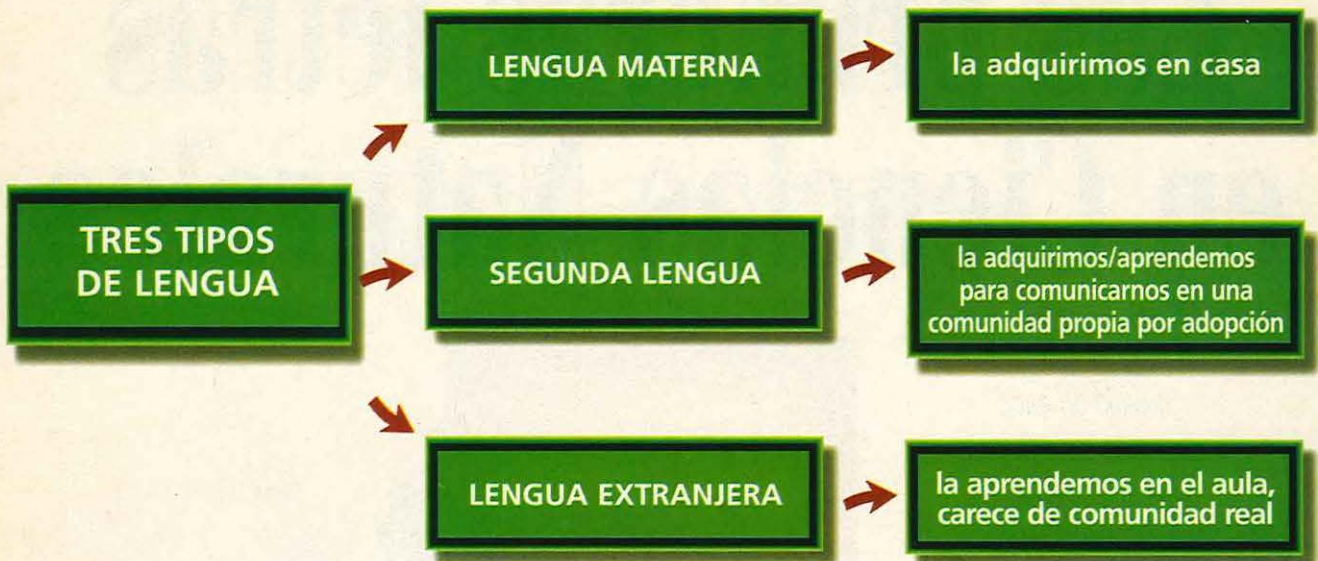 LENGUA MATERNA
la adquirimos en casa
TRES TIPOS
DE LENGUA
SEGUNDA LENGUA
la adquirimos/aprendemos
para comunicarnos en una
comunidad propia por adopción
LENGUA EXTRANJERA
la aprendemos en el aula,
carece de comunidad real